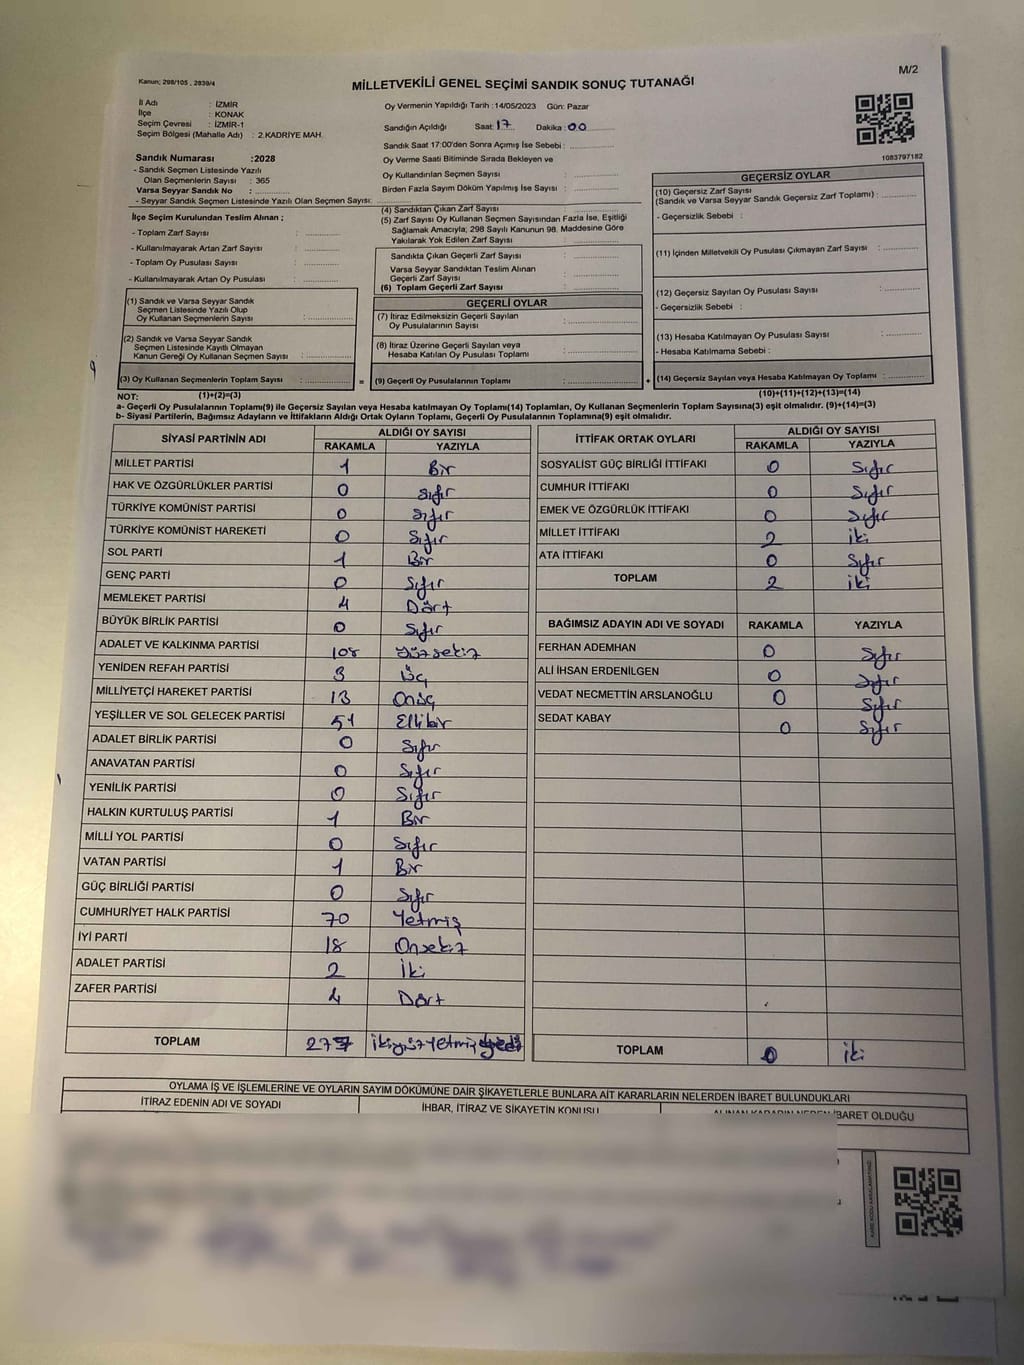 Kanun; 298/105 , 2839/4
MİLLETVEKİLİ GENEL SEÇİMİ SANDIK SONUÇ TUTANAĞI
M/2
İl Adı : İZMİR
İlçe : KONAK
Seçim Çevresi : İZMİR-1
Seçim Bölgesi (Mahalle Adı) : 2.KADRİYE MAH.
Oy Vermenin Yapıldığı Tarih :14/05/2023 Gün: Pazar
Sandığın Açıldığı Saat: 17 Dakika : 00
Sandık Saat 17:00'den Sonra Açımış İse Sebebi : ..............
Sandık Numarası :2028
- Sandık Seçmen Listesinde Yazılı
Olan Seçmenlerin Sayısı : 365
Varsa Seyyar Sandık No : ..............
- Seyyar Sandık Seçmen Listesinde Yazılı Olan Seçmen Sayısı: ..............
Oy Verme Saati Bitiminde Sırada Bekleyen ve
Oy Kullandırılan Seçmen Sayısı : ..............
Birden Fazla Sayım Döküm Yapılmış İse Sayısı : ..............
1083797182
İlçe Seçim Kurulundan Teslim Alınan ;
- Toplam Zarf Sayısı : ..............
- Kullanılmayarak Artan Zarf Sayısı : ..............
- Toplam Oy Pusulası Sayısı : ..............
- Kullanılmayarak Artan Oy Pusulası : ..............
(4) Sandıktan Çıkan Zarf Sayısı : ..............
(5) Zarf Sayısı Oy Kullanan Seçmen Sayısından Fazla İse, Eşitliği
Sağlamak Amacıyla; 298 Sayılı Kanunun 98. Maddesine Göre
Yakılarak Yok Edilen Zarf Sayısı : ..............
Sandıkta Çıkan Geçerli Zarf Sayısı : ..............
Varsa Seyyar Sandıktan Teslim Alınan
Geçerli Zarf Sayısı : ..............
(6) Toplam Geçerli Zarf Sayısı : ..............
GEÇERSİZ OYLAR
(10) Geçersiz Zarf Sayısı
(Sandık ve Varsa Seyyar Sandık Geçersiz Zarf Toplamı) : ..............
- Geçersizlik Sebebi :
(11) İçinden Milletvekili Oy Pusulası Çıkmayan Zarf Sayısı : ..............
(12) Geçersiz Sayılan Oy Pusulası Sayısı : ..............
- Geçersizlik Sebebi :
(13) Hesaba Katılmayan Oy Pusulası Sayısı : ..............
- Hesaba Katılmama Sebebi :
(14) Geçersiz Sayılan veya Hesaba Katılmayan Oy Toplamı : ..............
(1) Sandık ve Varsa Seyyar Sandık
Seçmen Listesinde Yazılı Olup
Oy Kullanan Seçmenlerin Sayısı : ..............
(2) Sandık ve Varsa Seyyar Sandık
Seçmen Listesinde Kayıtlı Olmayan
Kanun Gereği Oy Kullanan Seçmen Sayısı : ..............
(3) Oy Kullanan Seçmenlerin Toplam Sayısı : .............. =
GEÇERLİ OYLAR
(7) İtiraz Edilmeksizin Geçerli Sayılan
Oy Pusulalarının Sayısı : ..............
(8) İtiraz Üzerine Geçerli Sayılan veya
Hesaba Katılan Oy Pusulası Toplamı : ..............
(9) Geçerli Oy Pusulalarının Toplamı : .............. +
NOT: (1)+(2)=(3) (10)+(11)+(12)+(13)=(14)
a- Geçerli Oy Pusulalarının Toplamı(9) ile Geçersiz Sayılan veya Hesaba katılmayan Oy Toplamı(14) Toplamları, Oy Kullanan Seçmenlerin Toplam Sayısına(3) eşit olmalıdır. (9)+(14)=(3)
b- Siyasi Partilerin, Bağımsız Adayların ve İttifakların Aldığı Ortak Oyların Toplamı, Geçerli Oy Pusulalarının Toplamına(9) eşit olmalıdır.
SİYASİ PARTİNİN ADI ALDIĞI OY SAYISI
RAKAMLA YAZIYLA
MİLLET PARTİSİ 1 Bir
HAK VE ÖZGÜRLÜKLER PARTİSİ 0 Sıfır
TÜRKİYE KOMÜNİST PARTİSİ 0 Sıfır
TÜRKİYE KOMÜNİST HAREKETİ 0 Sıfır
SOL PARTİ 1 Bir
GENÇ PARTİ 0 Sıfır
MEMLEKET PARTİSİ 4 Dört
BÜYÜK BİRLİK PARTİSİ 0 Sıfır
ADALET VE KALKINMA PARTİSİ 108 Yüzsekiz
YENİDEN REFAH PARTİSİ 3 Üç
MİLLİYETÇİ HAREKET PARTİSİ 13 Onüç
YEŞİLLER VE SOL GELECEK PARTİSİ 51 Ellibir
ADALET BİRLİK PARTİSİ 0 Sıfır
ANAVATAN PARTİSİ 0 Sıfır
YENİLİK PARTİSİ 0 Sıfır
HALKIN KURTULUŞ PARTİSİ 1 Bir
MİLLİ YOL PARTİSİ 0 Sıfır
VATAN PARTİSİ 1 Bir
GÜÇ BİRLİĞİ PARTİSİ 0 Sıfır
CUMHURİYET HALK PARTİSİ 70 Yetmiş
İYİ PARTİ 18 Onsekiz
ADALET PARTİSİ 2 İki
ZAFER PARTİSİ 4 Dört
TOPLAM 277 ikiyüzYetmişyedi
İTTİFAK ORTAK OYLARI ALDIĞI OY SAYISI
RAKAMLA YAZIYLA
SOSYALİST GÜÇ BİRLİĞİ İTTİFAKI 0 Sıfır
CUMHUR İTTİFAKI 0 Sıfır
EMEK VE ÖZGÜRLÜK İTTİFAKI 0 Sıfır
MİLLET İTTİFAKI 2 iki
ATA İTTİFAKI 0 Sıfır
TOPLAM 2 iki
BAĞIMSIZ ADAYIN ADI VE SOYADI RAKAMLA YAZIYLA
FERHAN ADEMHAN 0 Sıfır
ALİ İHSAN ERDENİLGEN 0 Sıfır
VEDAT NECMETTİN ARSLANOĞLU 0 Sıfır
SEDAT KABAY 0 Sıfır
TOPLAM 0 iki
OYLAMA İŞ VE İŞLEMLERİNE VE OYLARIN SAYIM DÖKÜMÜNE DAİR ŞİKAYETLERLE BUNLARA AİT KARARLARIN NELERDEN İBARET BULUNDUKLARI
İTİRAZ EDENİN ADI VE SOYADI
İHBAR, İTİRAZ VE ŞİKAYETİN KONUSU
ALINAN KARARIN NEDEN İBARET OLDUĞU